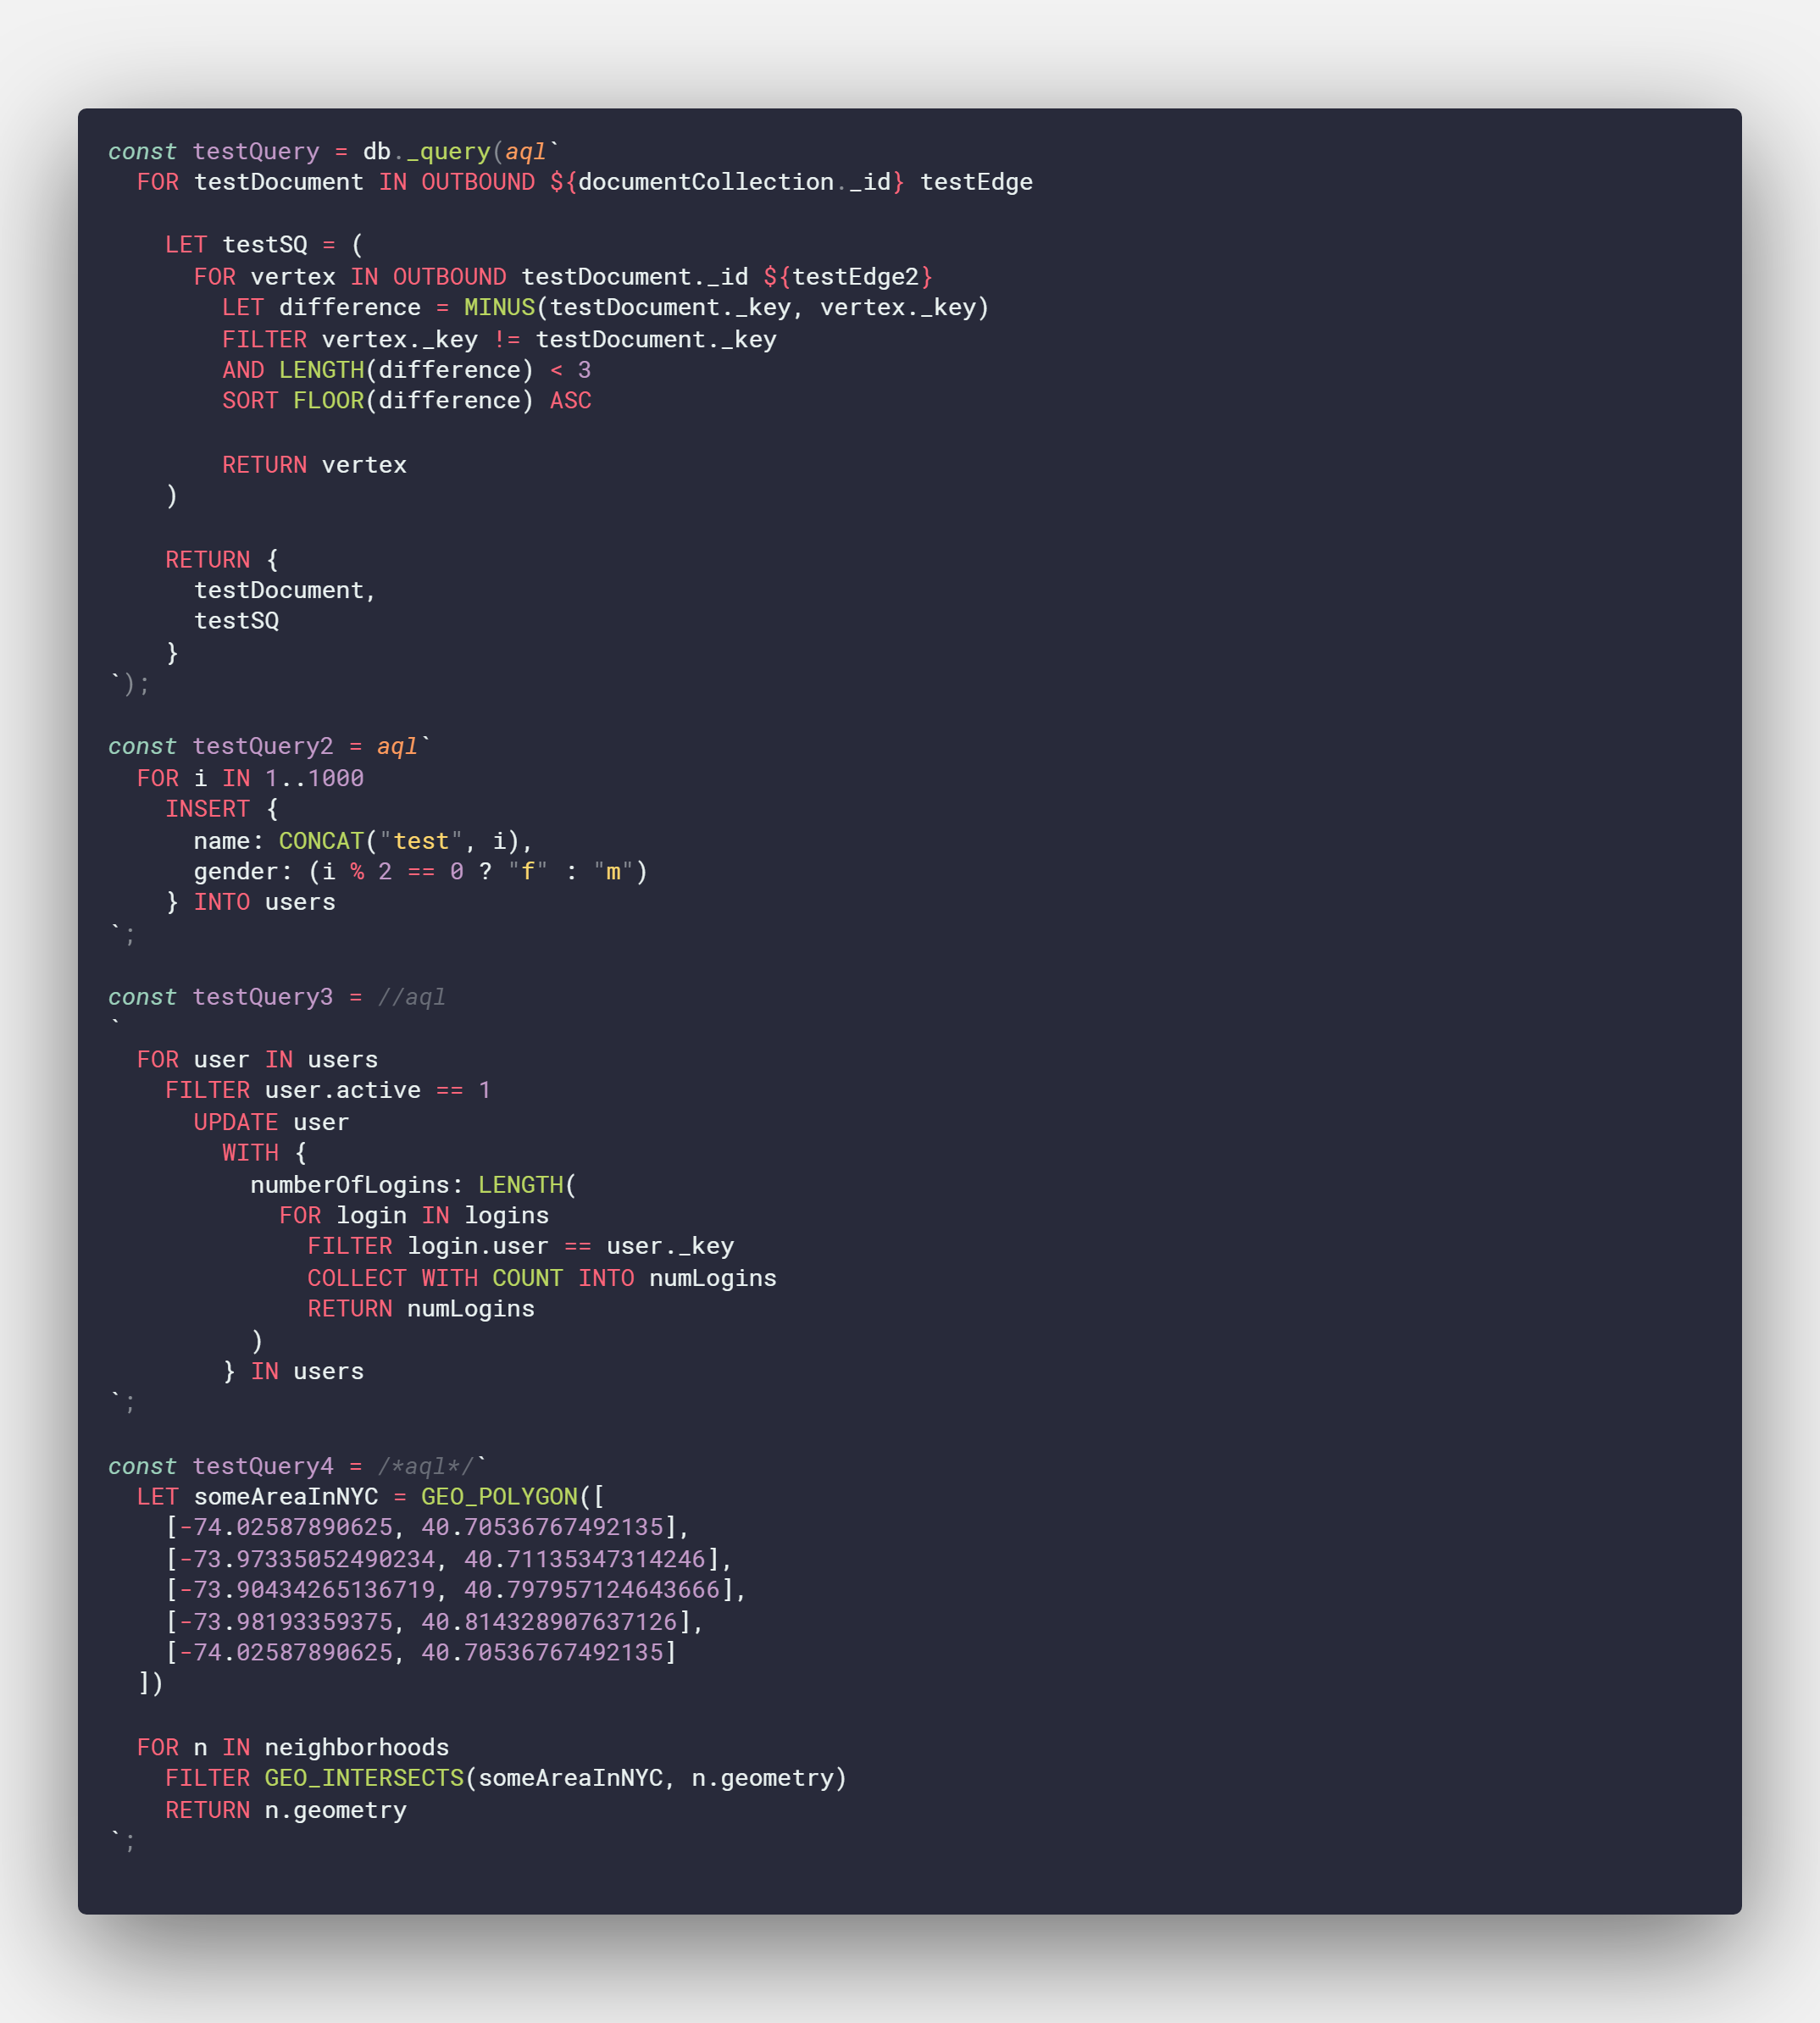 const testQuery = db._query(aql`
  FOR testDocument IN OUTBOUND ${documentCollection._id} testEdge

    LET testSQ = (
      FOR vertex IN OUTBOUND testDocument._id ${testEdge2}
        LET difference = MINUS(testDocument._key, vertex._key)
        FILTER vertex._key != testDocument._key
        AND LENGTH(difference) < 3
        SORT FLOOR(difference) ASC

        RETURN vertex
    )

    RETURN {
      testDocument,
      testSQ
    }
`);

const testQuery2 = aql`
  FOR i IN 1..1000
    INSERT {
      name: CONCAT("test", i),
      gender: (i % 2 == 0 ? "f" : "m")
    } INTO users
`;

const testQuery3 = //aql
`
  FOR user IN users
    FILTER user.active == 1
      UPDATE user
        WITH {
          numberOfLogins: LENGTH(
            FOR login IN logins
              FILTER login.user == user._key
              COLLECT WITH COUNT INTO numLogins
              RETURN numLogins
          )
        } IN users
`;

const testQuery4 = /*aql*/`
  LET someAreaInNYC = GEO_POLYGON([
    [-74.02587890625, 40.70536767492135],
    [-73.97335052490234, 40.71135347314246],
    [-73.90434265136719, 40.797957124643666],
    [-73.98193359375, 40.814328907637126],
    [-74.02587890625, 40.70536767492135]
  ])

  FOR n IN neighborhoods
    FILTER GEO_INTERSECTS(someAreaInNYC, n.geometry)
    RETURN n.geometry
`;